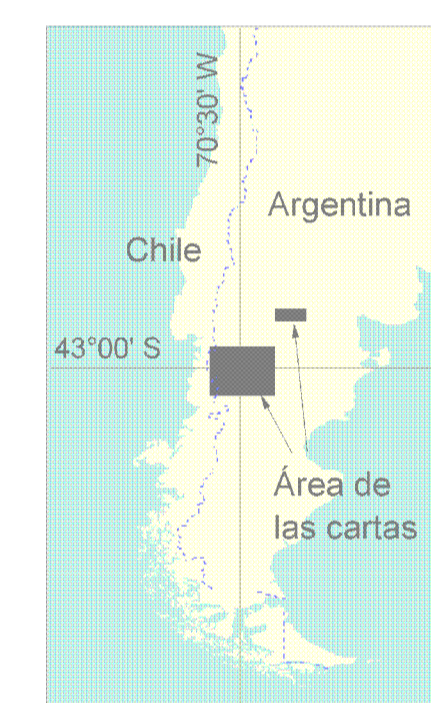 70°30' W
Argentina
Chile
43°00' S
Área de
las cartas